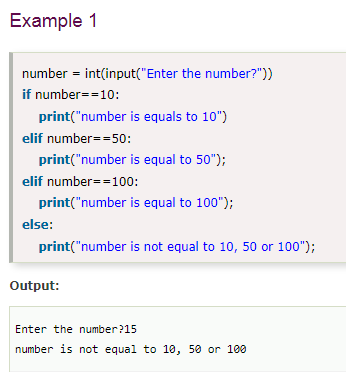 Example 1
number = int(input("Enter the number?"))
if number==10:
print("number is equals to 10")
elif number==50:
print("number is equal to 50");
elif number==100:
print("number is equal to 100");
else:
print("number is not equal to 10, 50 or 100");
Output:
Enter the number?15
number is not equal to 10, 50 or 100